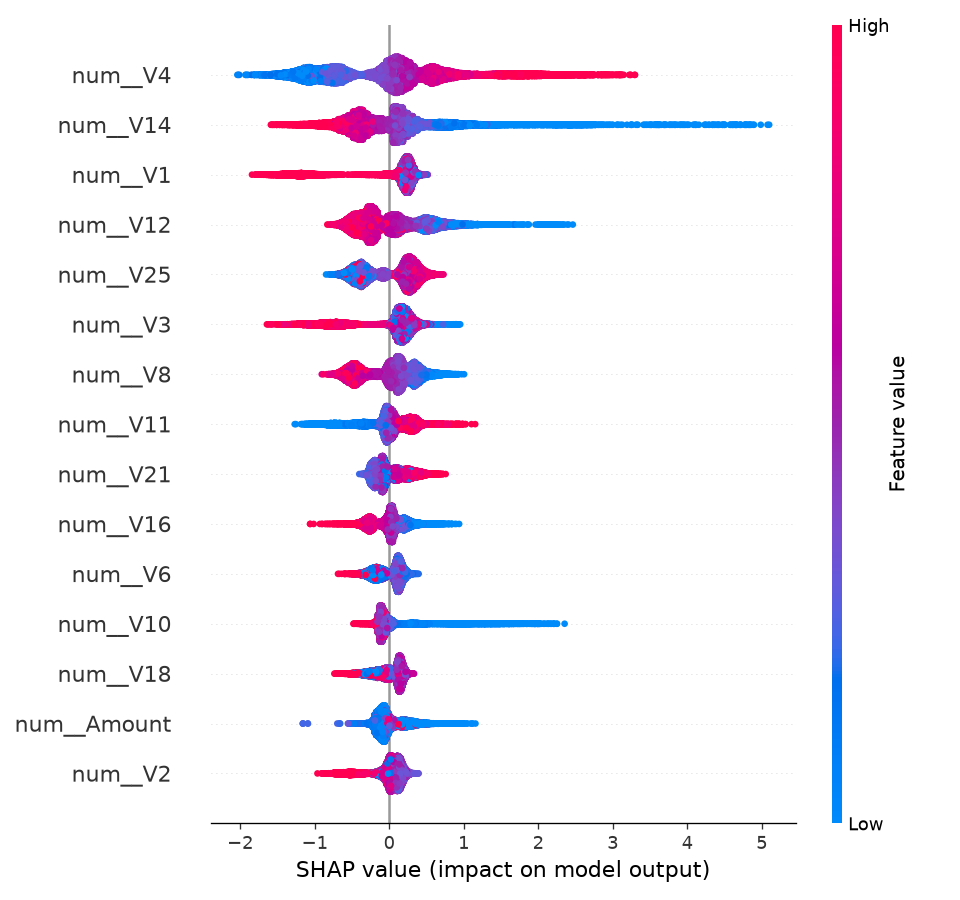 High
num__V4
num__V14
num__V1
num__V12
num__V25
num__V3
num__V8
num__V11
num__V21
num__V16
num__V6
num__V10
num__V18
num__Amount
num__V2
Feature value
Low
−2 −1 0 1 2 3 4 5
SHAP value (impact on model output)